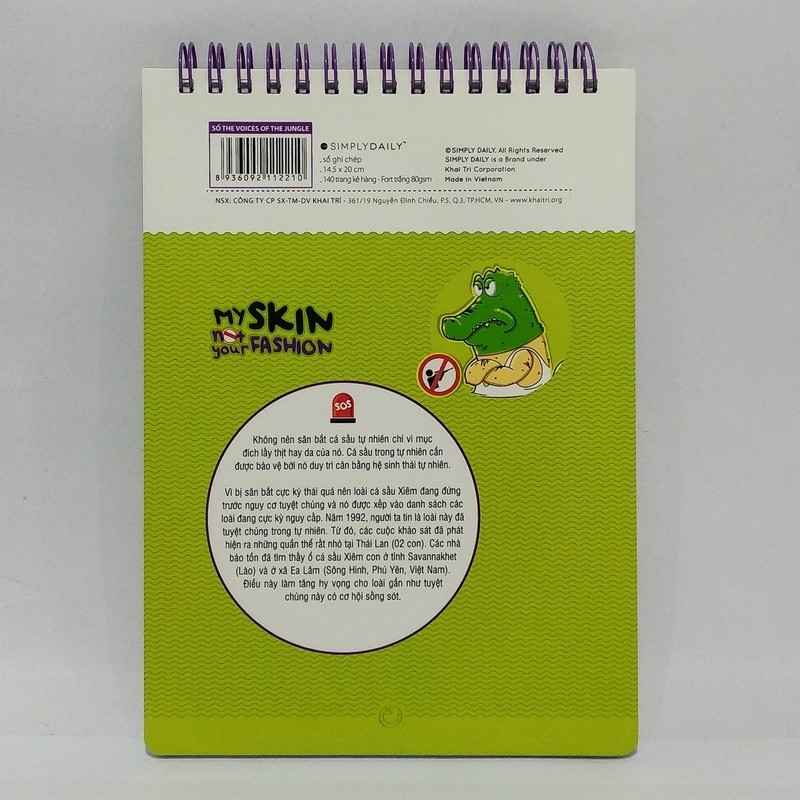 SỔ THE VOICES OF THE JUNGLE
8 936092 112210
SIMPLYDAILY™
. sổ ghi chép
. 14.5 x 20 cm
. 140 trang kẻ hàng - Fort trắng 80gsm
©SIMPLY DAILY. All Rights Reserved
SIMPLY DAILY is a Brand under
Khai Tri Corporation
Made in Vietnam
NSX: CÔNG TY CP SX-TM-DV KHAI TRÍ - 361/19 Nguyễn Đình Chiểu, P.5, Q.3, TP.HCM, VN - www.khaitri.org
MY SKIN
not
your FASHION
SOS
Không nên săn bắt cá sấu tự nhiên chỉ vì mục
đích lấy thịt hay da của nó. Cá sấu trong tự nhiên cần
được bảo vệ bởi nó duy trì cân bằng hệ sinh thái tự nhiên.
Vì bị săn bắt cực kỳ thái quá nên loài cá sấu Xiêm đang đứng
trước nguy cơ tuyệt chủng và nó được xếp vào danh sách các
loài đang cực kỳ nguy cấp. Năm 1992, người ta tin là loài này đã
tuyệt chủng trong tự nhiên. Từ đó, các cuộc khảo sát đã phát
hiện ra những quần thể rất nhỏ tại Thái Lan (02 con). Các nhà
bảo tồn đã tìm thấy ổ cá sấu Xiêm con ở tỉnh Savannakhet
(Lào) và ở xã Ea Lâm (Sông Hinh, Phú Yên, Việt Nam).
Điều này làm tăng hy vọng cho loài gần như tuyệt
chủng này có cơ hội sống sót.